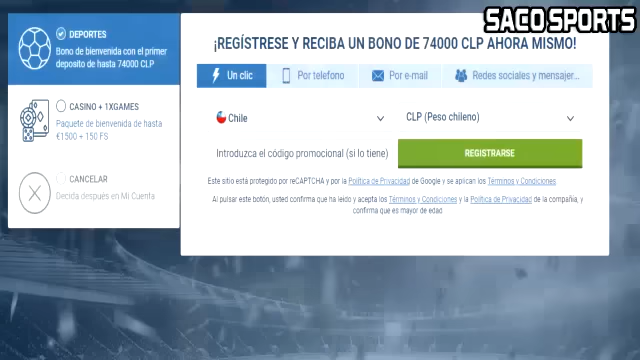 SACO SPORTS
DEPORTES
Bono de bienvenida con el primer
deposito de hasta 74000 CLP
CASINO + 1XGAMES
Paquete de bienvenida de hasta
€1500 + 150 FS
CANCELAR
Decida después en Mi Cuenta
¡REGÍSTRESE Y RECIBA UN BONO DE 74000 CLP AHORA MISMO!
Un clic
Por telefono
Por e-mail
Redes sociales y mensajer...
Chile
CLP (Peso chileno)
Introduzca el código promocional (si lo tiene)
REGISTRARSE
Este sitio está protegido por reCAPTCHA y por la Política de Privacidad de Google y se aplican los Términos y Condiciones
Al pulsar este botón, usted confirma que ha leído y acepta los Términos y Condiciones y la Política de Privacidad de la compañía, y
confirma que es mayor de edad